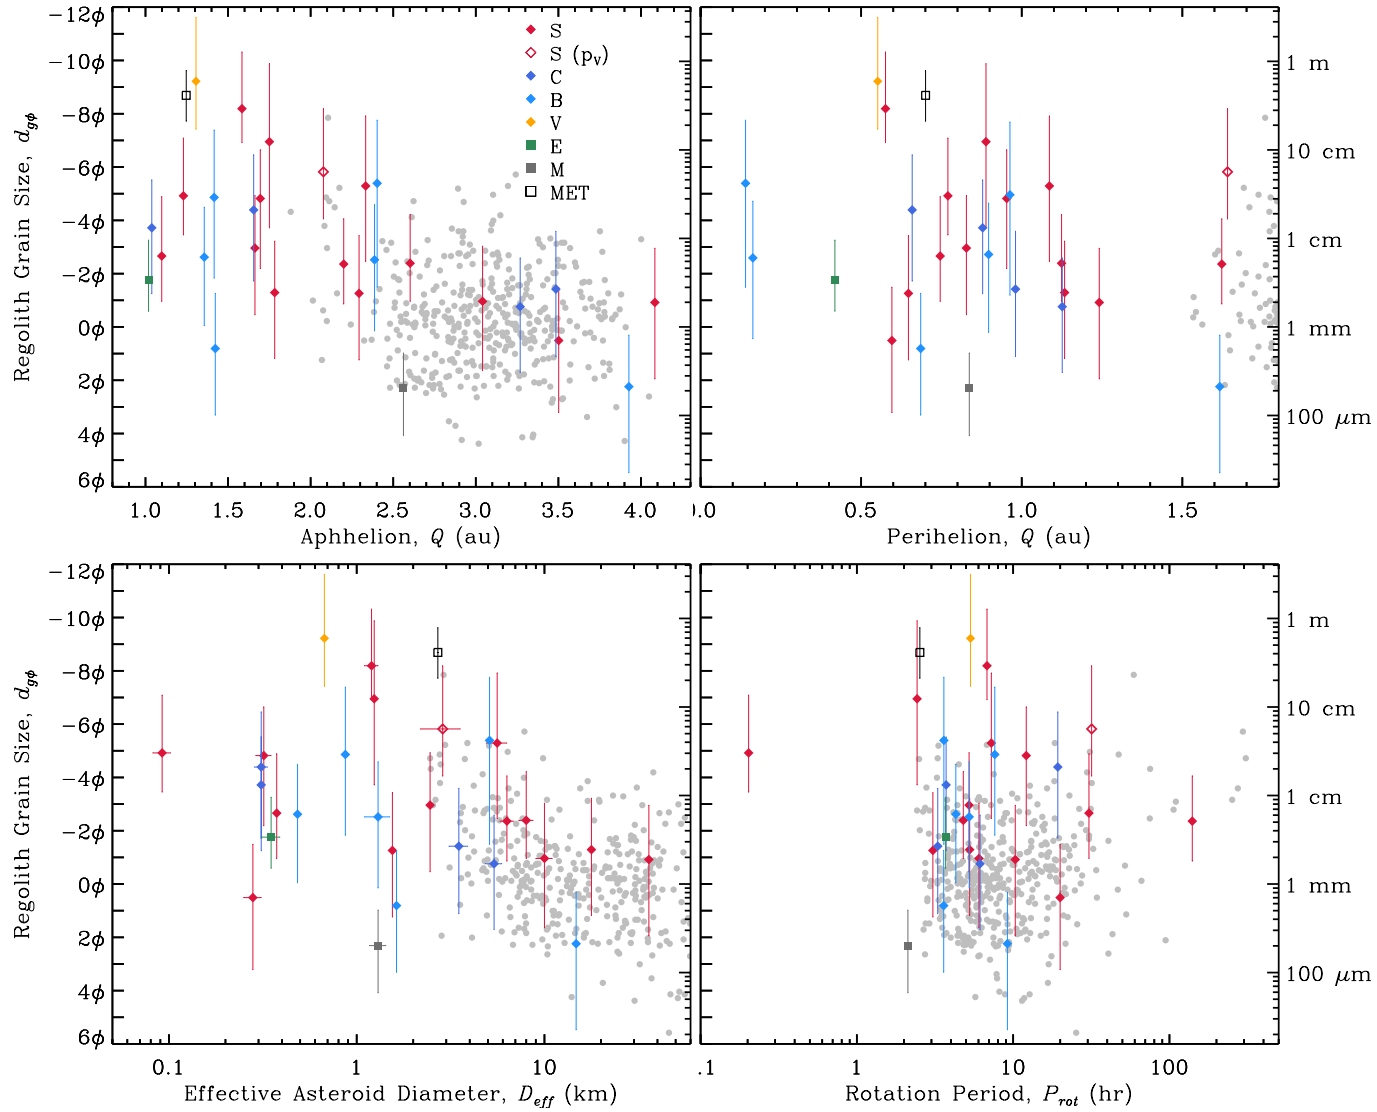 −12ϕ
−10ϕ
−8ϕ
−6ϕ
−4ϕ
−2ϕ
0ϕ
2ϕ
4ϕ
6ϕ
Regolith Grain Size, dgϕ
S
S (pV)
C
B
V
E
M
MET
1.0 1.5 2.0 2.5 3.0 3.5 4.0
Aphhelion, Q (au)
1 m
10 cm
1 cm
1 mm
100 μm
0.0 0.5 1.0 1.5
Perihelion, Q (au)
−12ϕ
−10ϕ
−8ϕ
−6ϕ
−4ϕ
−2ϕ
0ϕ
2ϕ
4ϕ
6ϕ
Regolith Grain Size, dgϕ
0.1 1 10
Effective Asteroid Diameter, Deff (km)
1 m
10 cm
1 cm
1 mm
100 μm
.1 1 10 100
Rotation Period, Prot (hr)